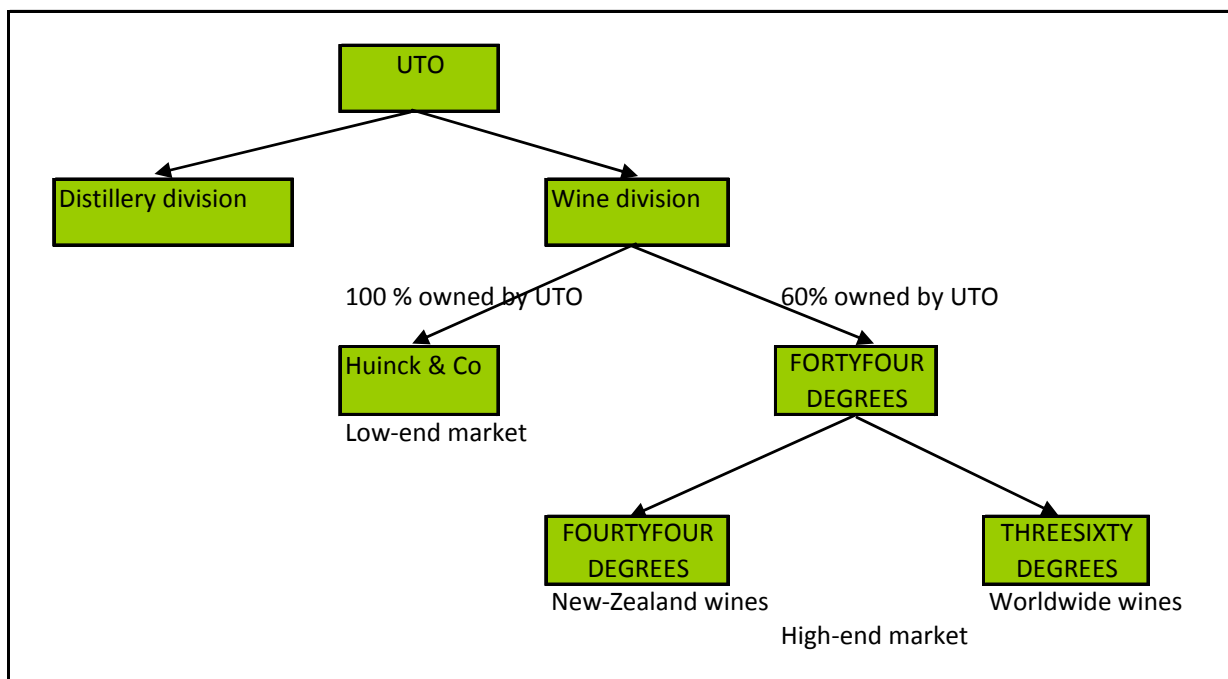 UTO
Distillery division
Wine division
100 % owned by UTO
60% owned by UTO
Huinck & Co
FORTYFOUR
DEGREES
Low-end market
FOURTYFOUR
DEGREES
THREESIXTY
DEGREES
New-Zealand wines
Worldwide wines
High-end market